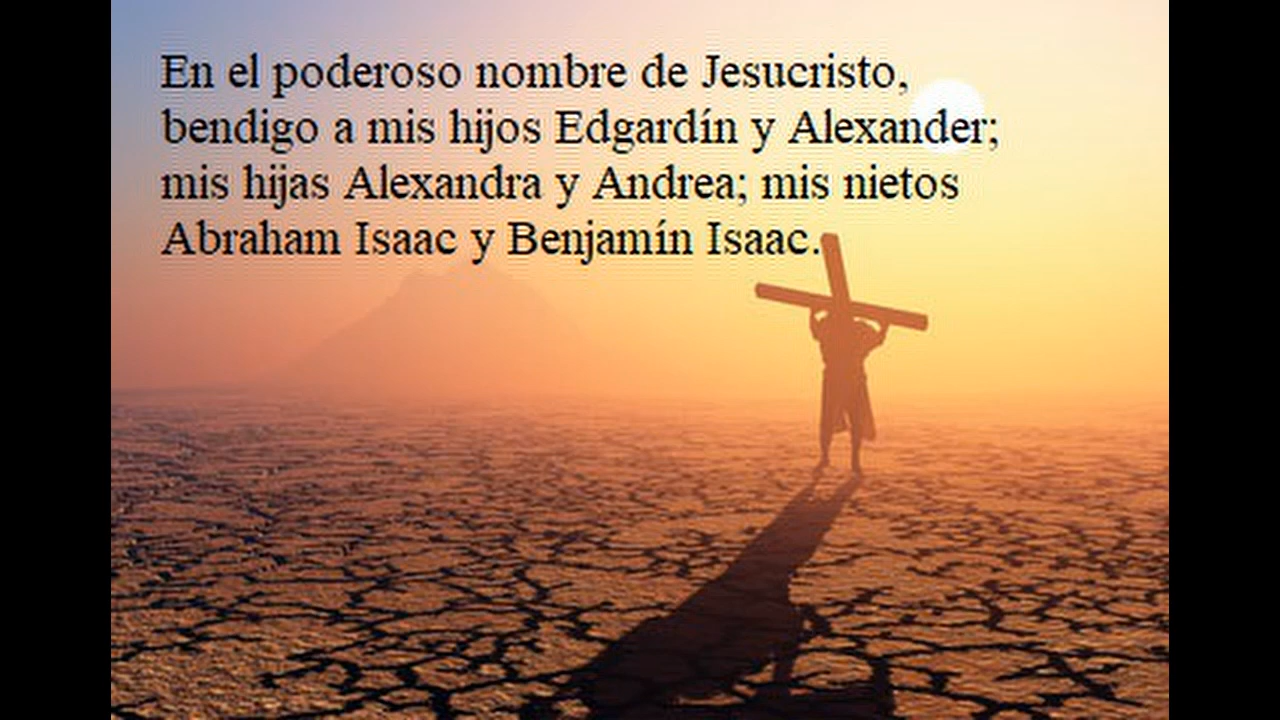 En el poderoso nombre de Jesucristo,
bendigo a mis hijos Edgardín y Alexander;
mis hijas Alexandra y Andrea; mis nietos
Abraham Isaac y Benjamín Isaac.